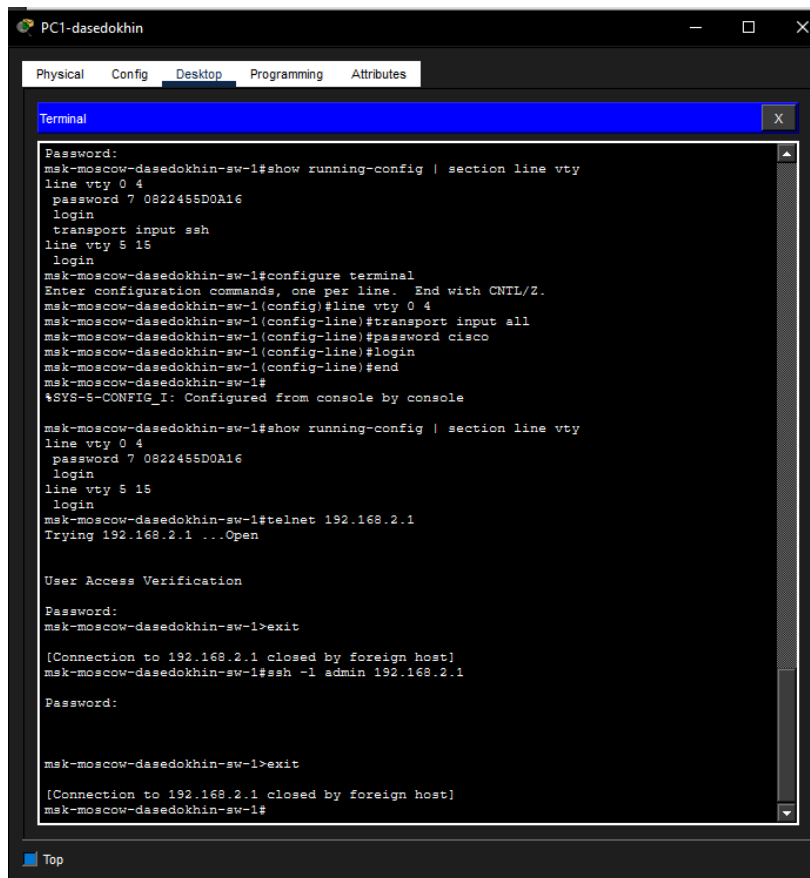 PC1-dasedokhin
Physical Config Desktop Programming Attributes
Terminal X
Password:
msk-moscow-dasedokhin-sw-1#show running-config | section line vty
line vty 0 4
password 7 0822455D0A16
login
transport input ssh
line vty 5 15
login
msk-moscow-dasedokhin-sw-1#configure terminal
Enter configuration commands, one per line. End with CNTL/Z.
msk-moscow-dasedokhin-sw-1(config)#line vty 0 4
msk-moscow-dasedokhin-sw-1(config-line)#transport input all
msk-moscow-dasedokhin-sw-1(config-line)#password cisco
msk-moscow-dasedokhin-sw-1(config-line)#login
msk-moscow-dasedokhin-sw-1(config-line)#end
msk-moscow-dasedokhin-sw-1#
%SYS-5-CONFIG_I: Configured from console by console
msk-moscow-dasedokhin-sw-1#show running-config | section line vty
line vty 0 4
password 7 0822455D0A16
login
line vty 5 15
login
msk-moscow-dasedokhin-sw-1#telnet 192.168.2.1
Trying 192.168.2.1 ...Open
User Access Verification
Password:
msk-moscow-dasedokhin-sw-1>exit
[Connection to 192.168.2.1 closed by foreign host]
msk-moscow-dasedokhin-sw-1#ssh -l admin 192.168.2.1
Password:
msk-moscow-dasedokhin-sw-1>exit
[Connection to 192.168.2.1 closed by foreign host]
msk-moscow-dasedokhin-sw-1#
Top